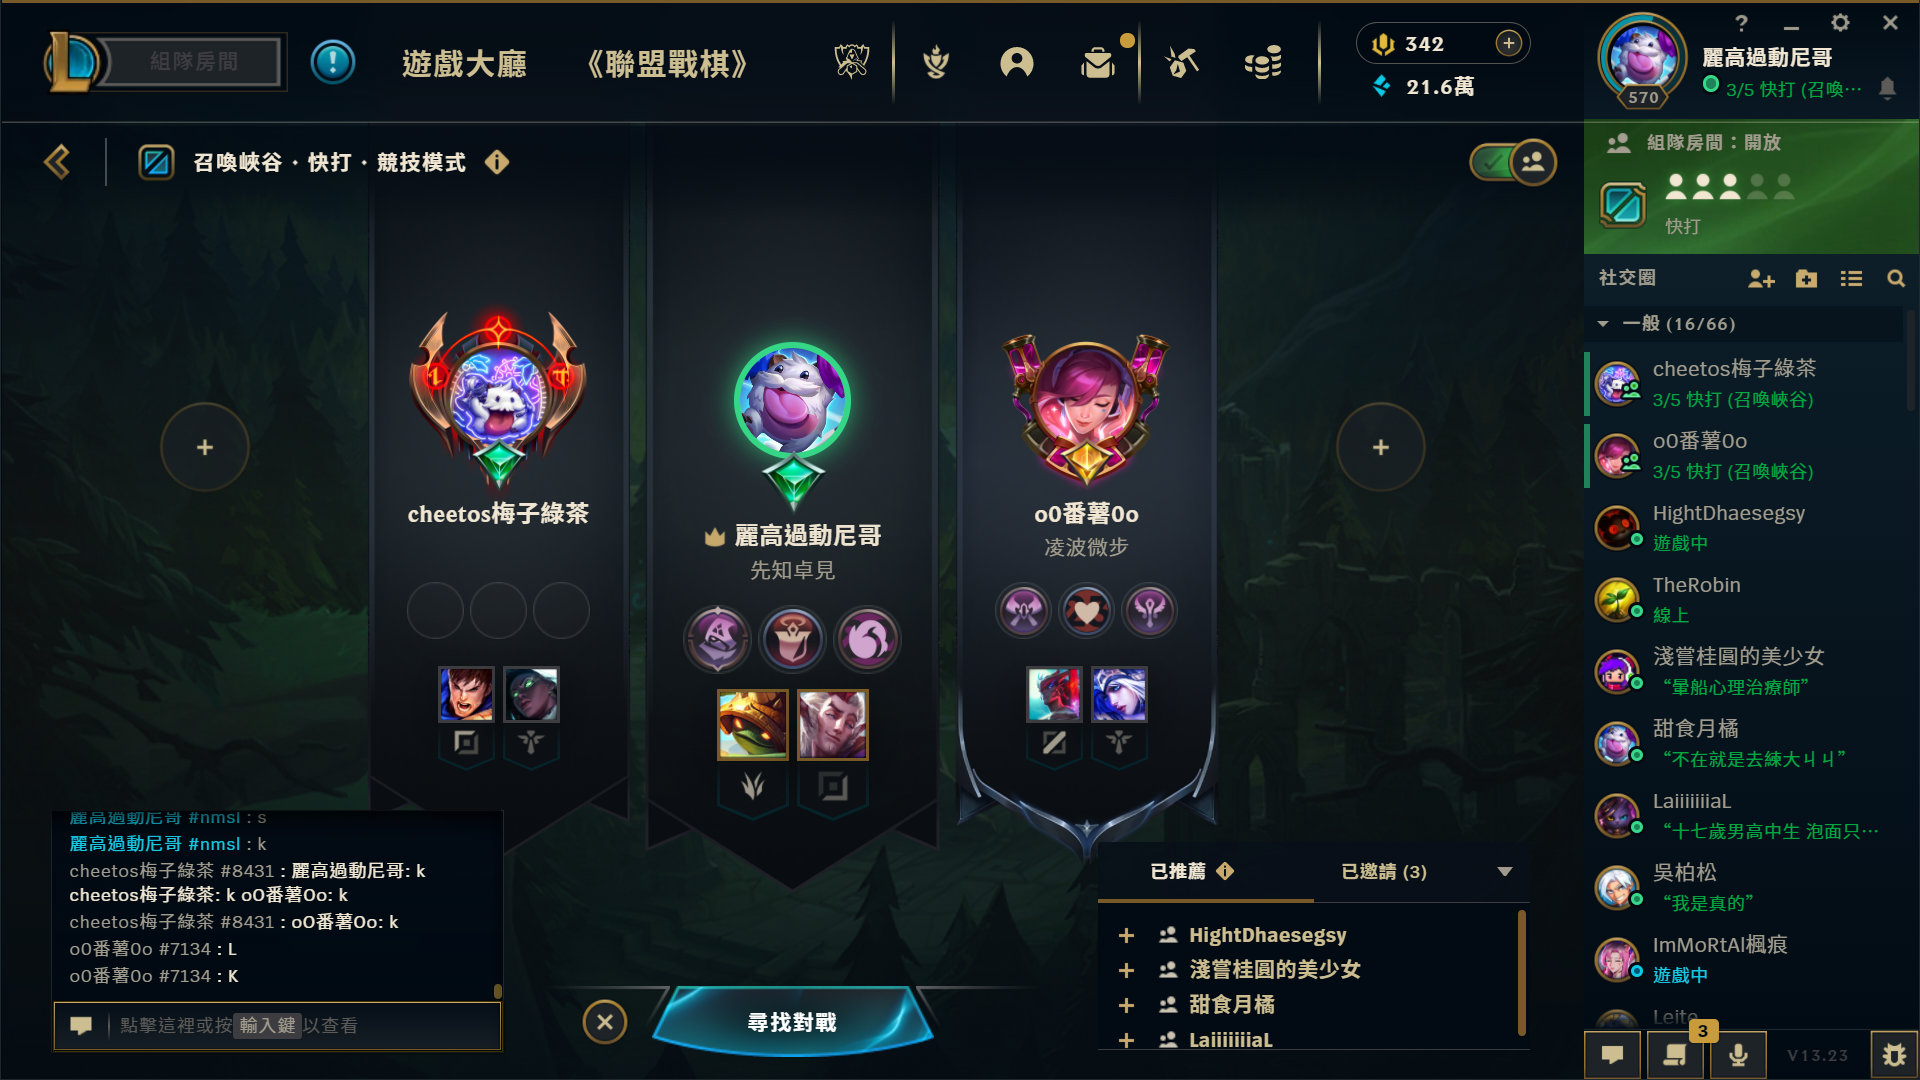 組隊房間
遊戲大廳
《聯盟戰棋》
342
21.6萬
570
麗高過動尼哥
3/5 快打 (召喚…
召喚峽谷・快打・競技模式
組隊房間：開放
快打
社交圈
一般 (16/66)
cheetos梅子綠茶
3/5 快打 (召喚峽谷)
o0番薯0o
3/5 快打 (召喚峽谷)
HightDhaesegsy
遊戲中
TheRobin
線上
淺嘗桂圓的美少女
“暈船心理治療師”
甜食月橘
“不在就是去練大ㄐㄐ”
LaiiiiiiiaL
“十七歲男高中生 泡面只…
吳柏松
“我是真的”
ImMoRtAl楓痕
遊戲中
Leite
cheetos梅子綠茶
麗高過動尼哥
先知卓見
o0番薯0o
凌波微步
麗高過動尼哥 #nmsl : s
麗高過動尼哥 #nmsl : k
cheetos梅子綠茶 #8431 : 麗高過動尼哥: k
cheetos梅子綠茶: k oO番薯Oo: k
cheetos梅子綠茶 #8431 : oO番薯Oo: k
o0番薯0o #7134 : L
o0番薯0o #7134 : K
點擊這裡或按 輸入鍵 以查看
尋找對戰
已推薦
已邀請 (3)
HightDhaesegsy
淺嘗桂圓的美少女
甜食月橘
LaiiiiiiiaL
3
V13.23